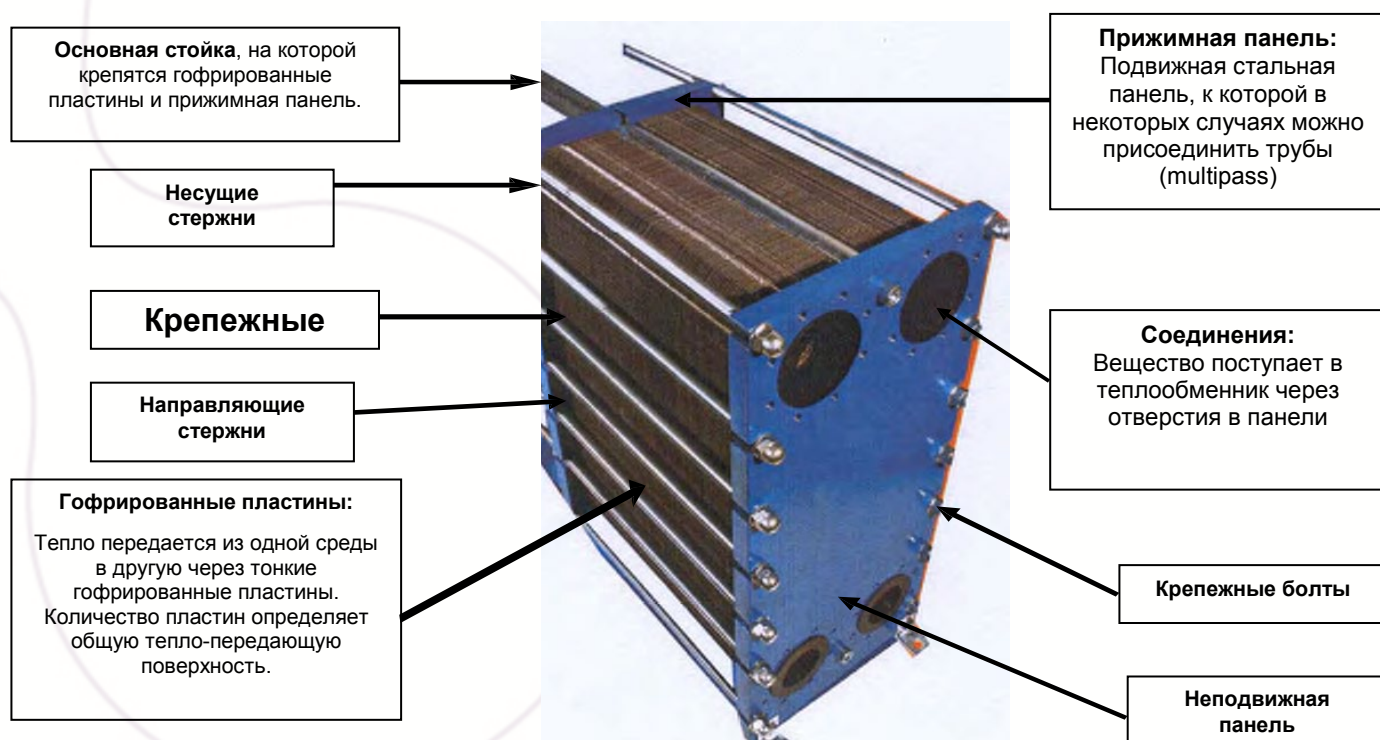 Основная стойка, на которой
крепятся гофрированные
пластины и прижимная панель.
Несущие
стержни
Крепежные
Направляющие
стержни
Гофрированные пластины:
Тепло передается из одной среды
в другую через тонкие
гофрированные пластины.
Количество пластин определяет
общую тепло-передающую
поверхность.
Прижимная панель:
Подвижная стальная
панель, к которой в
некоторых случаях можно
присоединить трубы
(multipass)
Соединения:
Вещество поступает в
теплообменник через
отверстия в панели
Крепежные болты
Неподвижная
панель